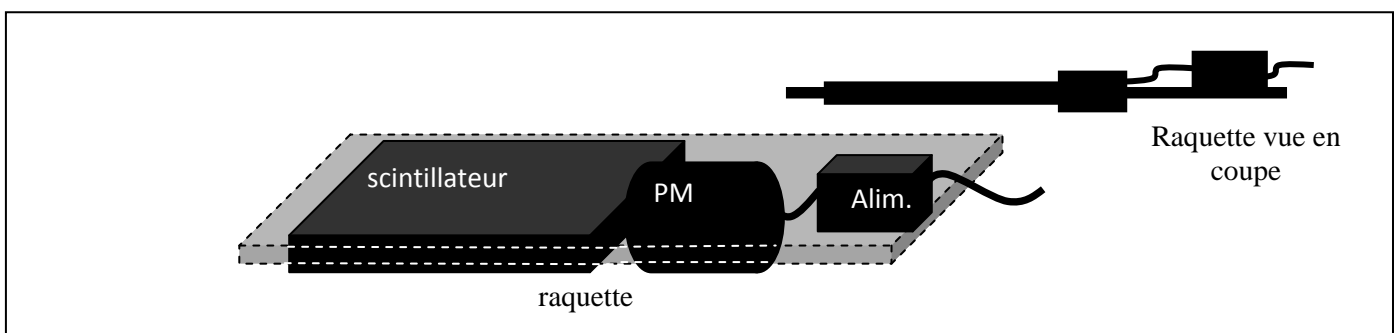 Raquette vue en
coupe
scintillateur
PM
Alim.
raquette